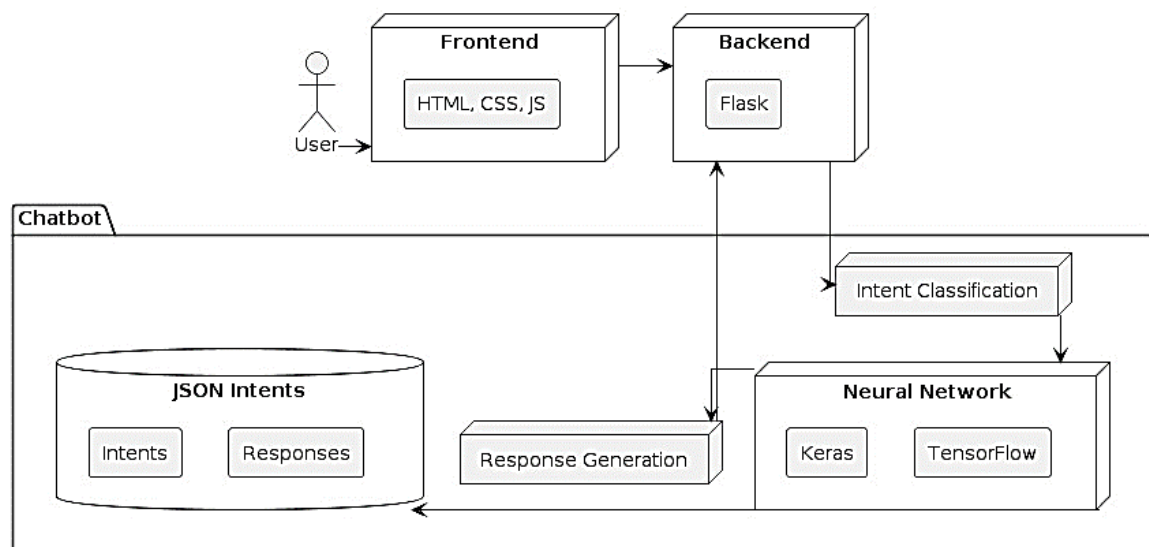 Frontend
Backend
HTML, CSS, JS
Flask
User
Chatbot
Intent Classification
JSON Intents
Neural Network
Intents
Responses
Response Generation
Keras
TensorFlow